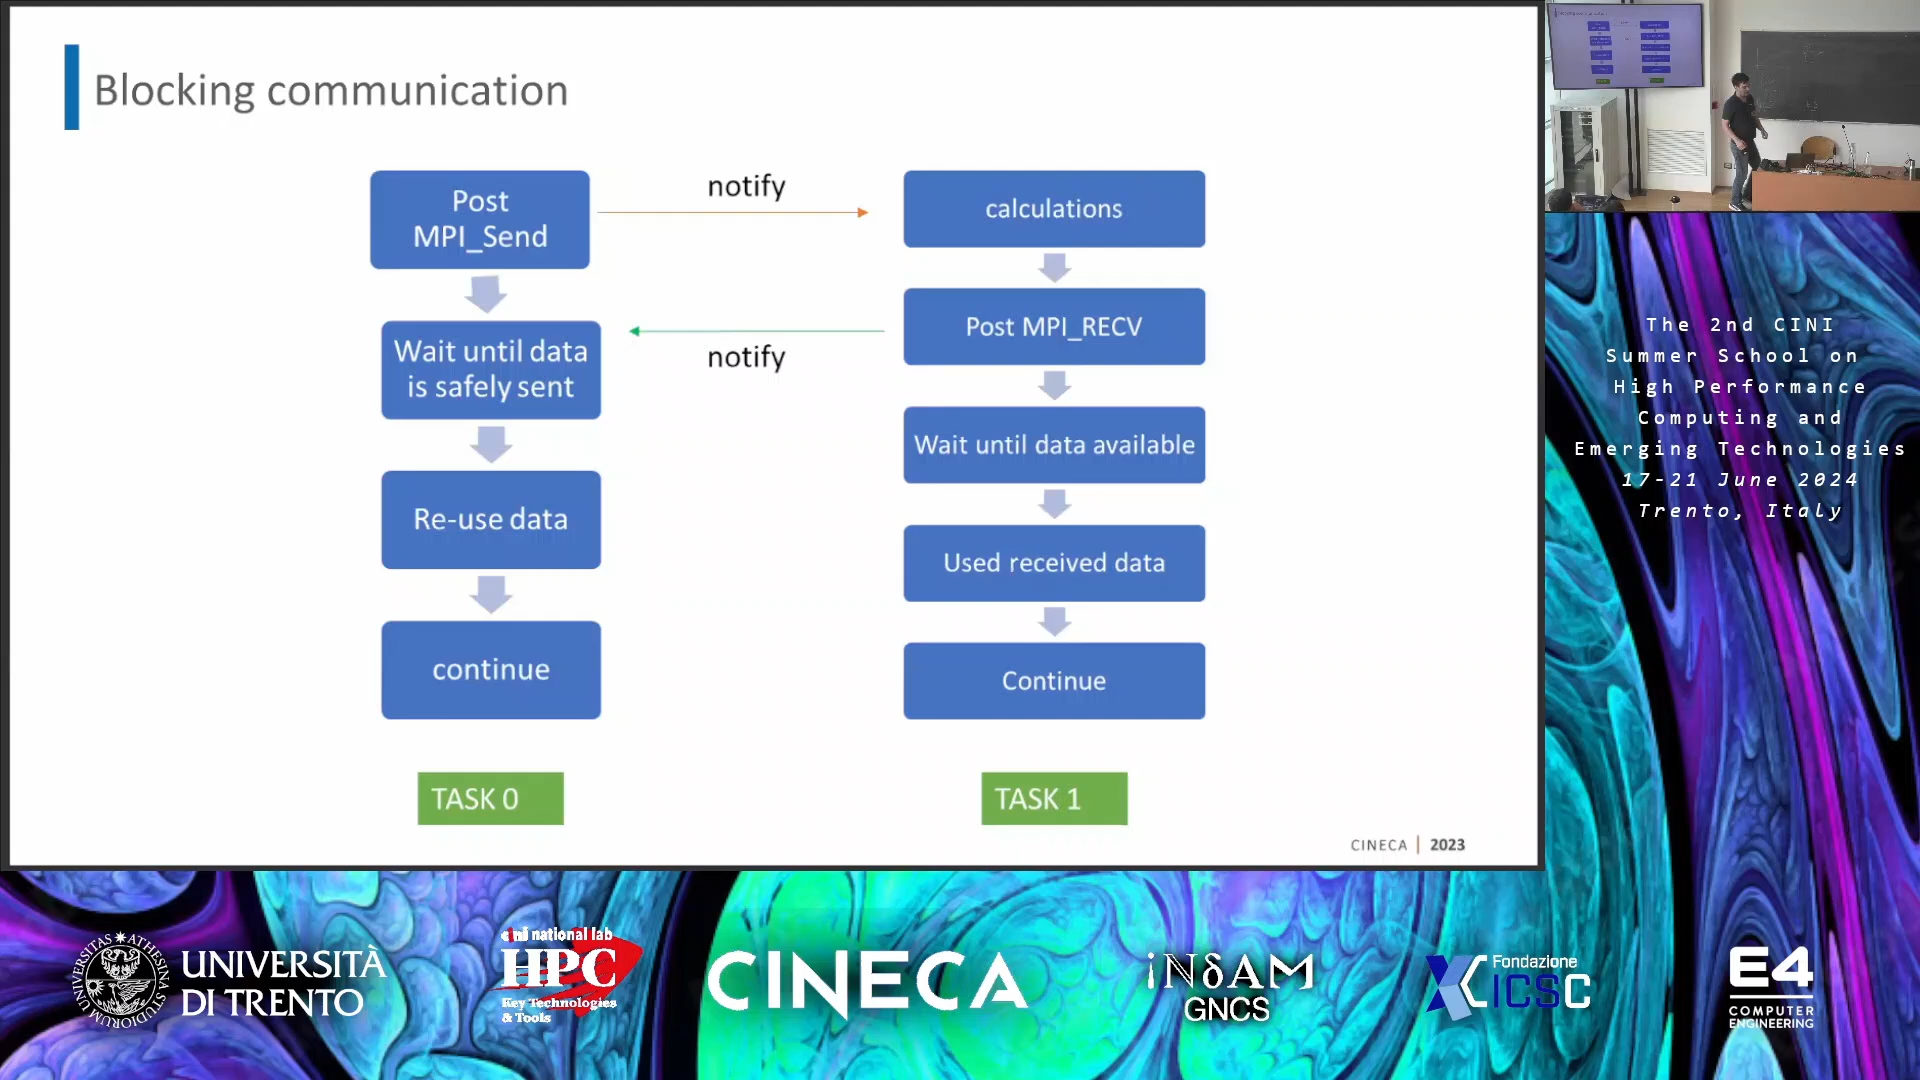 Blocking communication
Post
MPI_Send
Wait until data
is safely sent
Re-use data
continue
TASK 0
notify
notify
calculations
Post MPI_RECV
Wait until data available
Used received data
Continue
TASK 1
CINECA | 2023
The 2nd CINI
Summer School on
High Performance
Computing and
Emerging Technologies
17-21 June 2024
Trento, Italy
UNIVERSITÀ
DI TRENTO
cini national lab
HPC
Key Technologies
& Tools
CINECA
iNδAM
GNCS
Fondazione
ICSC
E4
COMPUTER
ENGINEERING